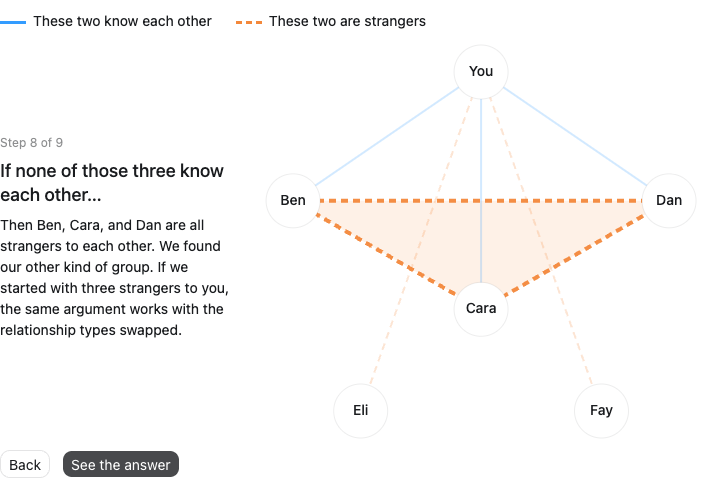 These two know each other
These two are strangers
You
Step 8 of 9
If none of those three know
each other...
Then Ben, Cara, and Dan are all
strangers to each other. We found
our other kind of group. If we
started with three strangers to you,
the same argument works with the
relationship types swapped.
Ben
Dan
Cara
Eli
Fay
Back
See the answer